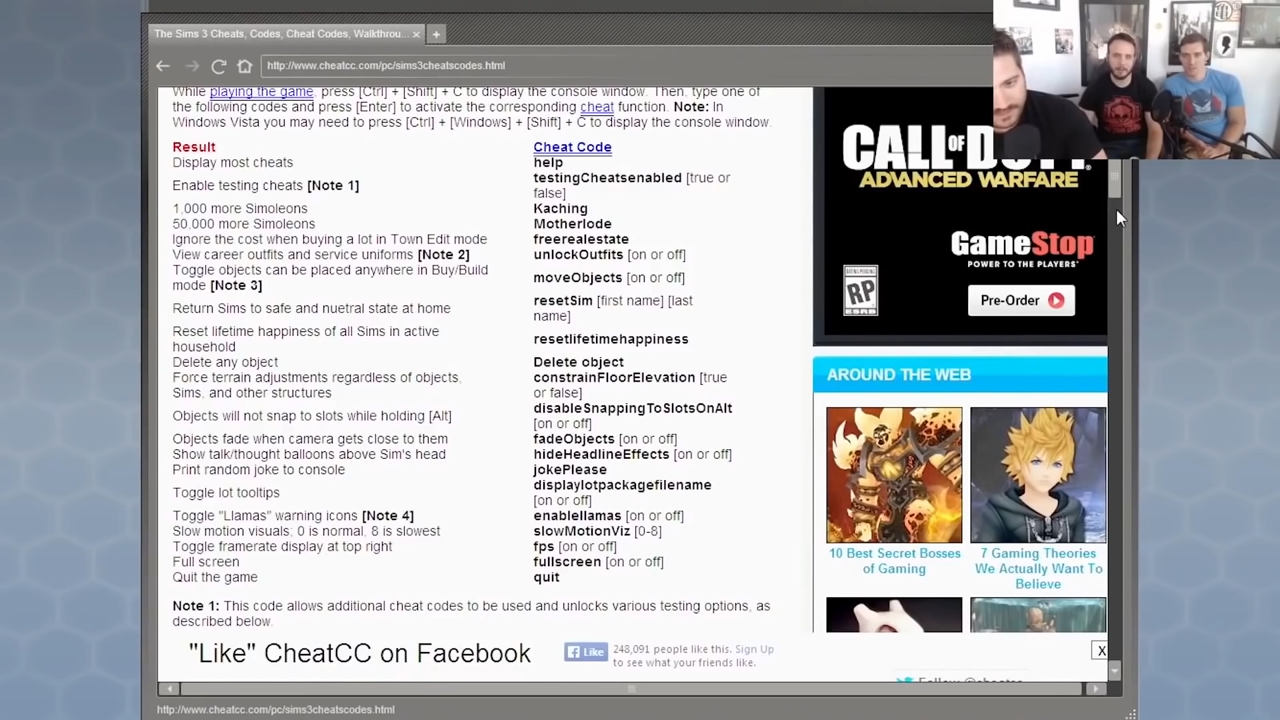 The Sims 3 Cheats, Codes, Cheat Codes, Walkthrou...
http://www.cheatcc.com/pc/sims3cheatscodes.html
While playing the game, press [Ctrl] + [Shift] + C to display the console window. Then, type one of
the following codes and press [Enter] to activate the corresponding cheat function. Note: In
Windows Vista you may need to press [Ctrl] + [Windows] + [Shift] + C to display the console window.
Result Cheat Code
Display most cheats help
Enable testing cheats [Note 1] testingCheatsenabled [true or
false]
1,000 more Simoleons Kaching
50,000 more Simoleons Motherlode
Ignore the cost when buying a lot in Town Edit mode freerealestate
View career outfits and service uniforms [Note 2] unlockOutfits [on or off]
Toggle objects can be placed anywhere in Buy/Build
mode [Note 3] moveObjects [on or off]
Return Sims to safe and nuetral state at home resetSim [first name] [last
name]
Reset lifetime happiness of all Sims in active
household resetlifetimehappiness
Delete any object Delete object
Force terrain adjustments regardless of objects, constrainFloorElevation [true
Sims, and other structures or false]
Objects will not snap to slots while holding [Alt] disableSnappingToSlotsOnAlt
[on or off]
Objects fade when camera gets close to them fadeObjects [on or off]
Show talk/thought balloons above Sim's head hideHeadlineEffects [on or off]
Print random joke to console jokePlease
Toggle lot tooltips displaylotpackagefilename
[on or off]
Toggle "Llamas" warning icons [Note 4] enablellamas [on or off]
Slow motion visuals; 0 is normal, 8 is slowest slowMotionViz [0-8]
Toggle framerate display at top right fps [on or off]
Full screen fullscreen [on or off]
Quit the game quit
Note 1: This code allows additional cheat codes to be used and unlocks various testing options, as
described below.
CALL OF D
ADVANCED WARFARE
GameStop
POWER TO THE PLAYERS
RP
ESRB
Pre-Order
AROUND THE WEB
10 Best Secret Bosses
of Gaming
7 Gaming Theories
We Actually Want To
Believe
"Like" CheatCC on Facebook
Like
248,091 people like this. Sign Up
to see what your friends like.
X
http://www.cheatcc.com/pc/sims3cheatscodes.html